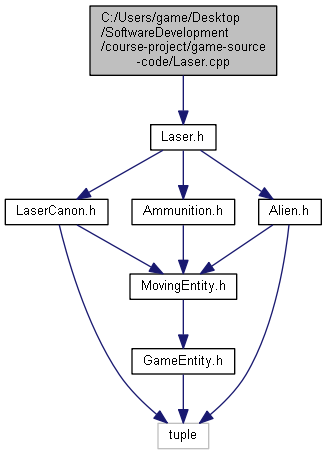 C:/Users/game/Desktop
/SoftwareDevelopment
/course-project/game-source
-code/Laser.cpp
Laser.h
LaserCanon.h
Ammunition.h
Alien.h
MovingEntity.h
GameEntity.h
tuple